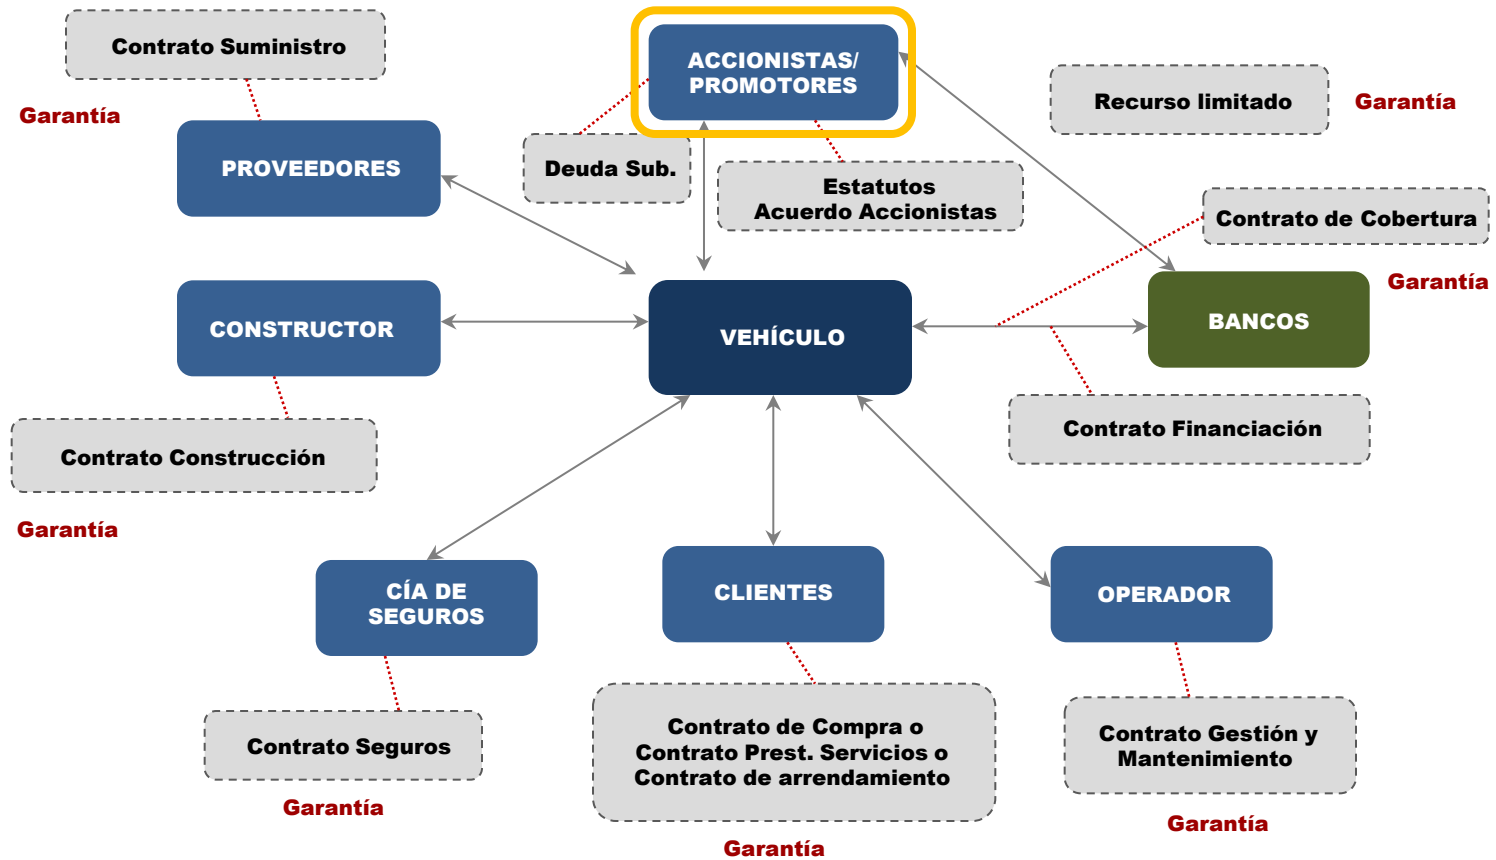 Contrato Suministro
ACCIONISTAS/
PROMOTORES
Recurso limitado
Garantía
Garantía
PROVEEDORES
Deuda Sub.
Estatutos
Acuerdo Accionistas
Contrato de Cobertura
Garantía
CONSTRUCTOR
VEHÍCULO
BANCOS
Contrato Construcción
Contrato Financiación
Garantía
CÍA DE
SEGUROS
CLIENTES
OPERADOR
Contrato Seguros
Contrato de Compra o
Contrato Prest. Servicios o
Contrato de arrendamiento
Contrato Gestión y
Mantenimiento
Garantía
Garantía
Garantía